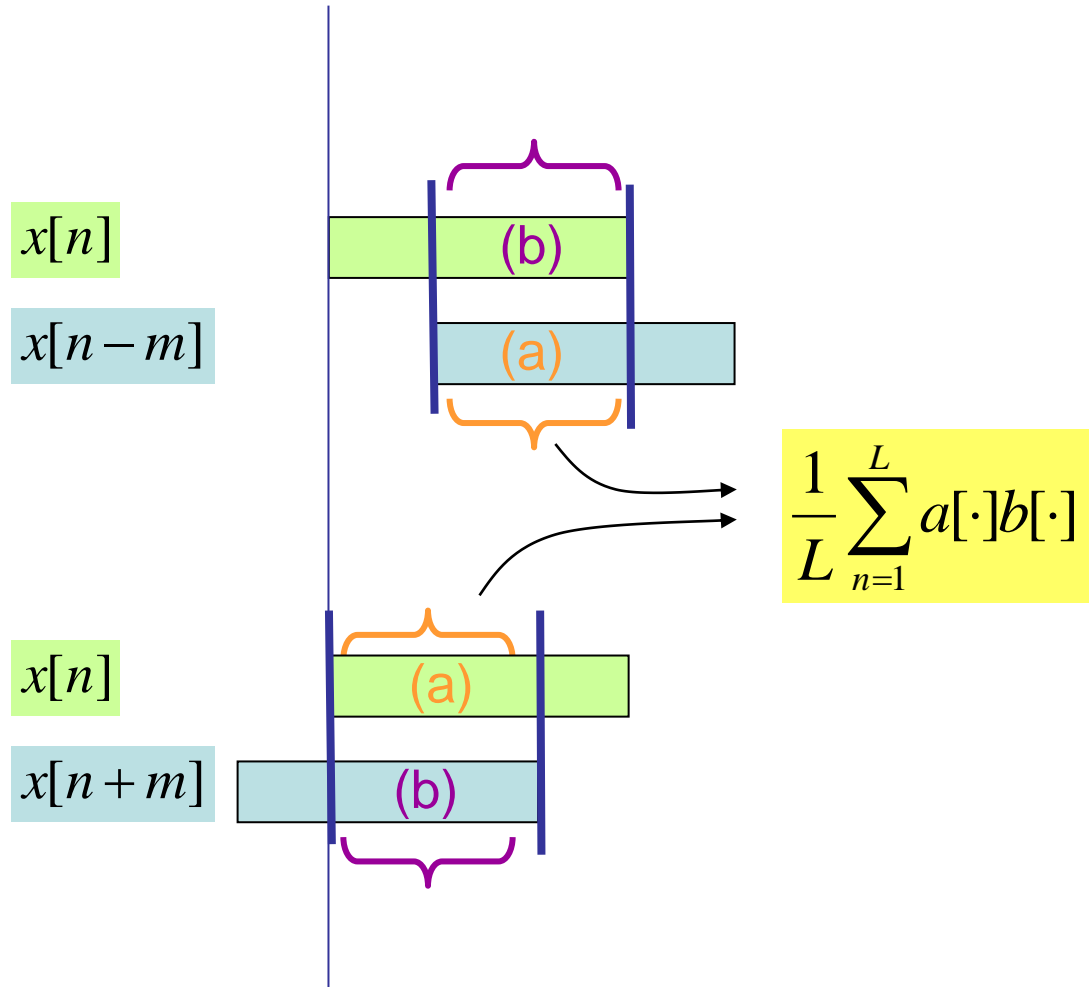 x[n]
(b)
x[n − m]
(a)
1/L ∑_{n=1}^{L} a[·]b[·]
x[n]
(a)
x[n + m]
(b)